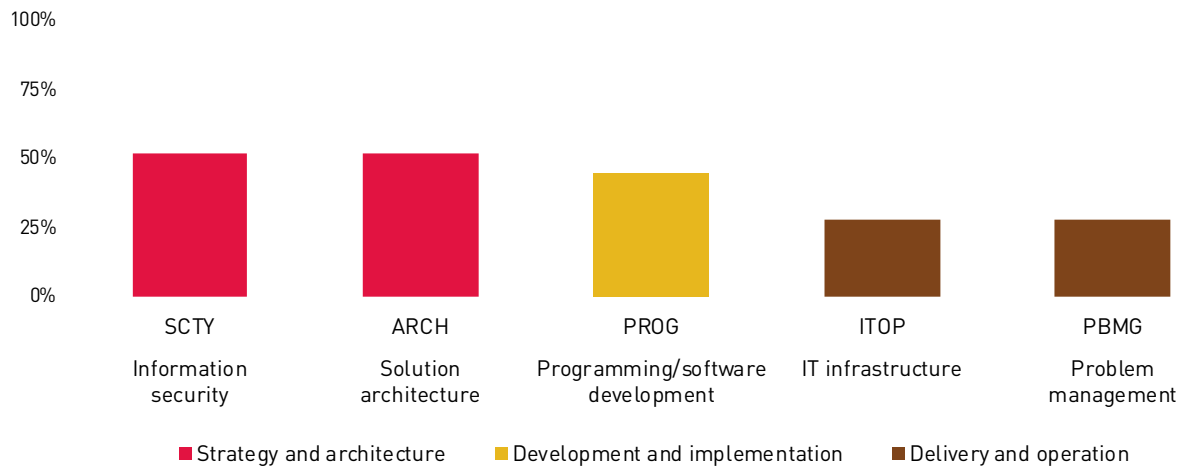 100%
75%
50%
25%
0%
SCTY
ARCH
PROG
ITOP
PBMG
Information
security
Solution
architecture
Programming/software
development
IT infrastructure
Problem
management
Strategy and architecture
Development and implementation
Delivery and operation